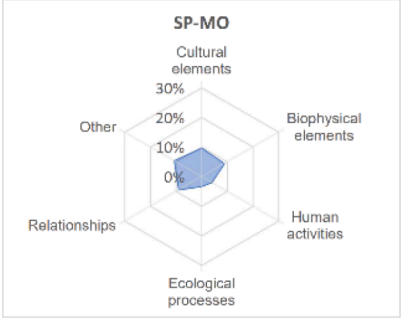 SP-MO
Cultural
elements
30%
20%
10%
0%
Other
Biophysical
elements
Relationships
Human
activities
Ecological
processes